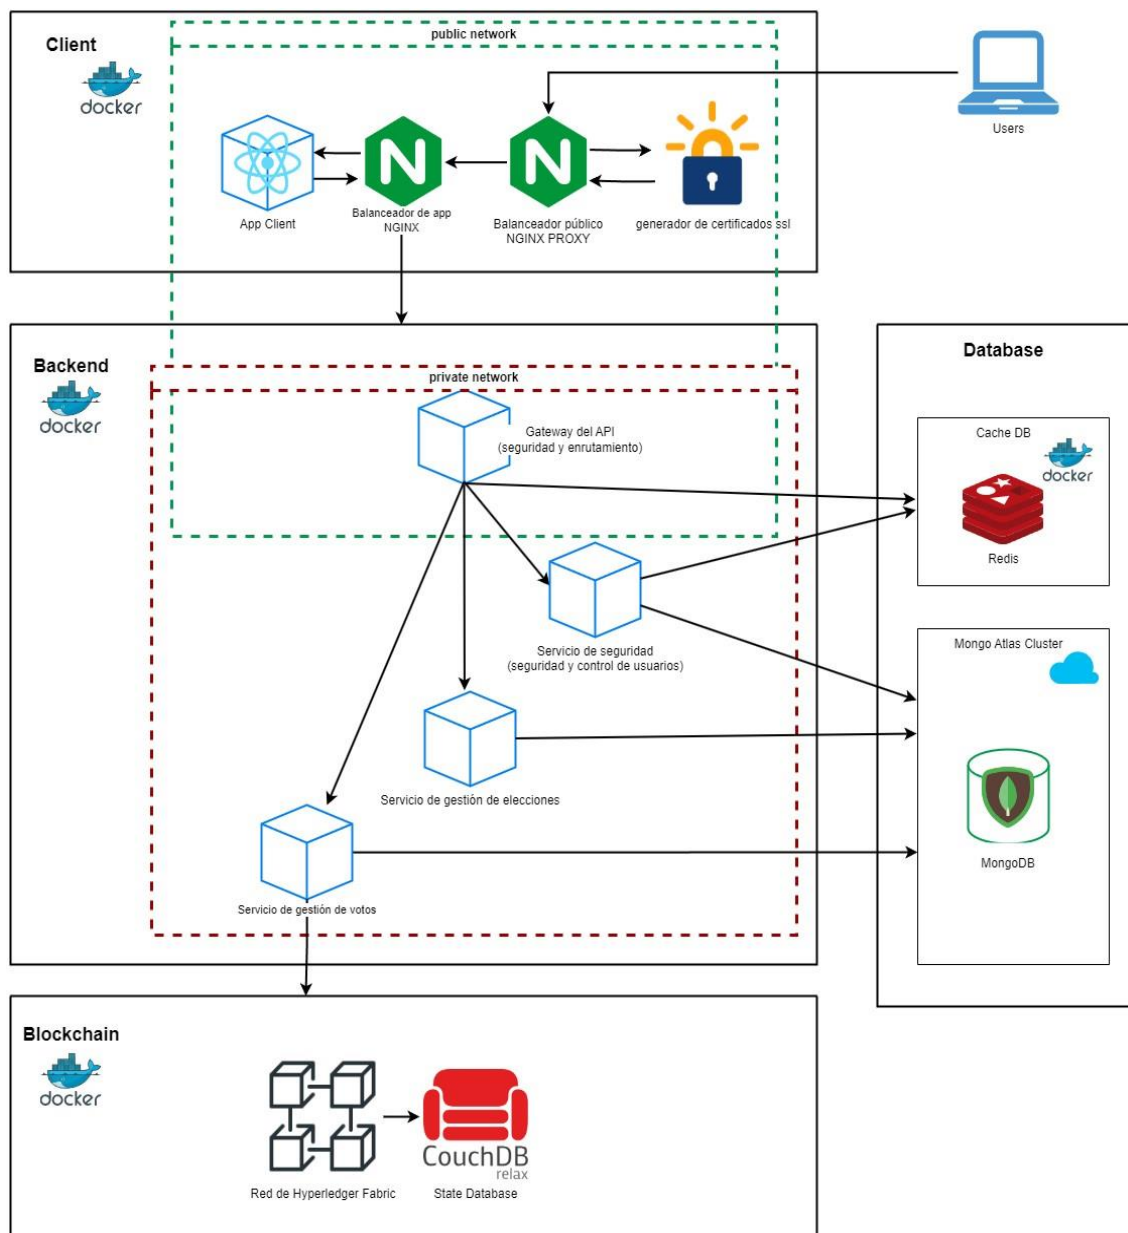 public network
Client
docker
Users
App Client
Balanceador de app
NGINX
Balanceador público
NGINX PROXY
generador de certificados ssl
Backend
docker
private network
Gateway del API
(seguridad y enrutamiento)
Servicio de seguridad
(seguridad y control de usuarios)
Servicio de gestión de elecciones
Servicio de gestión de votos
Database
Cache DB
docker
Redis
Mongo Atlas Cluster
MongoDB
Blockchain
docker
Red de Hyperledger Fabric
CouchDB
relax
State Database